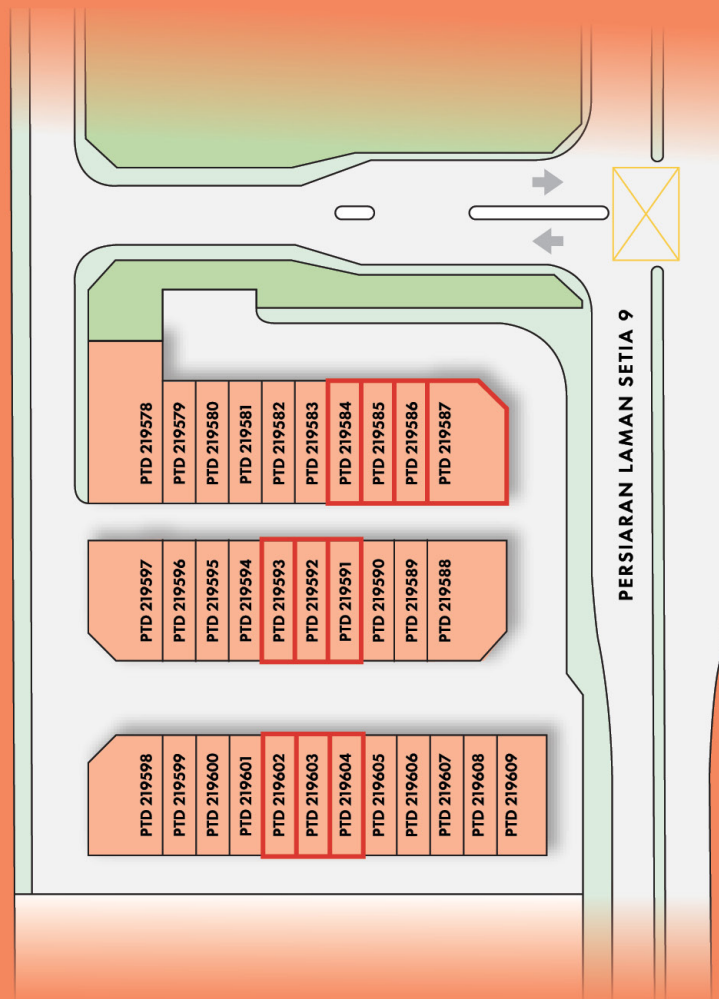 PERSIARAN LAMAN SETIA 9
PTD 219578
PTD 219579
PTD 219580
PTD 219581
PTD 219582
PTD 219583
PTD 219584
PTD 219585
PTD 219586
PTD 219587
PTD 219597
PTD 219596
PTD 219595
PTD 219594
PTD 219593
PTD 219592
PTD 219591
PTD 219590
PTD 219589
PTD 219588
PTD 219598
PTD 219599
PTD 219600
PTD 219601
PTD 219602
PTD 219603
PTD 219604
PTD 219605
PTD 219606
PTD 219607
PTD 219608
PTD 219609